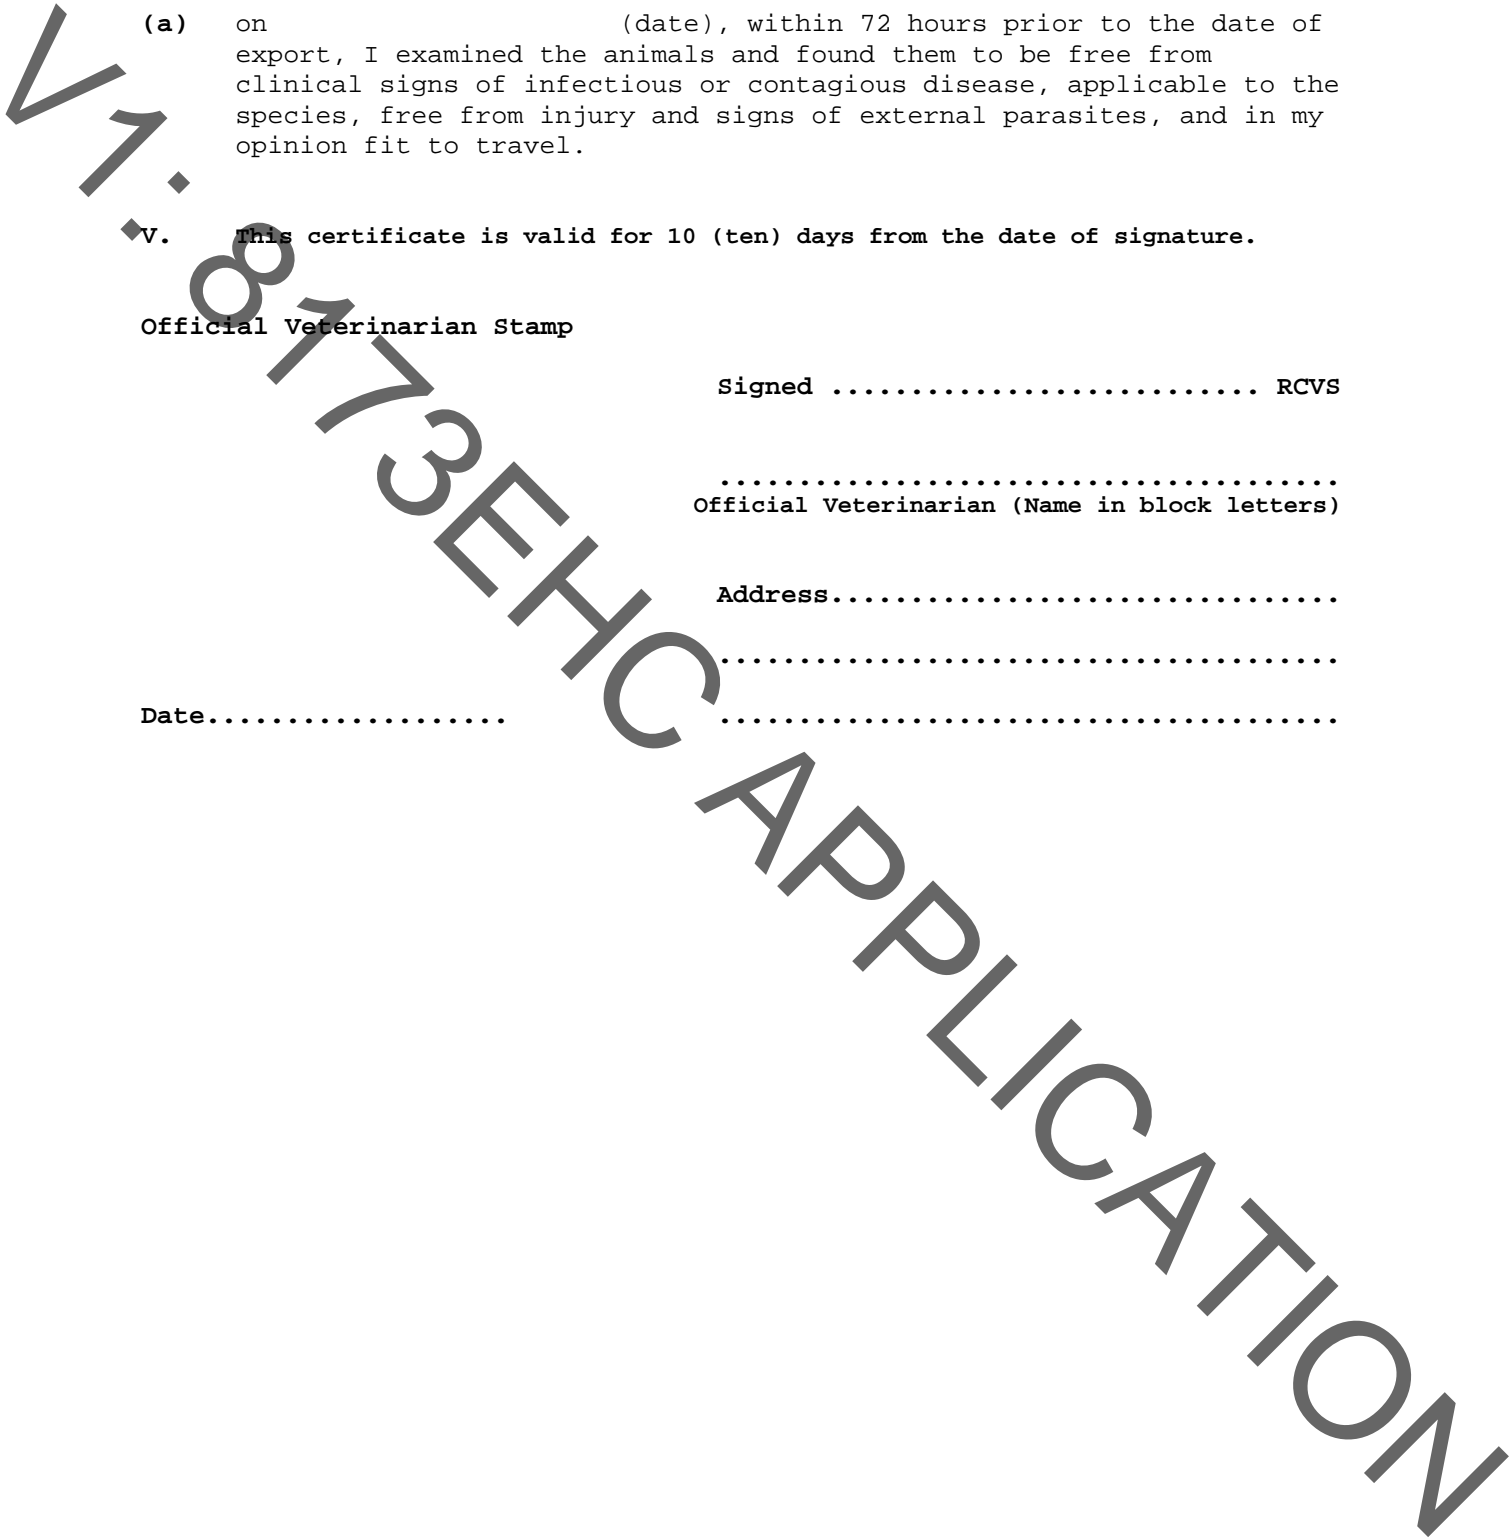 (a) on (date), within 72 hours prior to the date of
export, I examined the animals and found them to be free from
clinical signs of infectious or contagious disease, applicable to the
species, free from injury and signs of external parasites, and in my
opinion fit to travel.
V. This certificate is valid for 10 (ten) days from the date of signature.
Official Veterinarian Stamp
Signed ........................... RCVS
.......................................
Official Veterinarian (Name in block letters)
Address................................
.......................................
Date................... .......................................
V1: 8173EHC APPLICATION